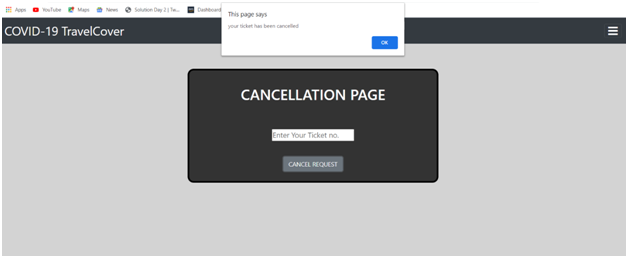 This page says
your ticket has been cancelled
OK
Apps YouTube Maps News Solution Day 2 | Tw... Dashboard
COVID-19 TravelCover
CANCELLATION PAGE
Enter Your Ticket no.
CANCEL REQUEST